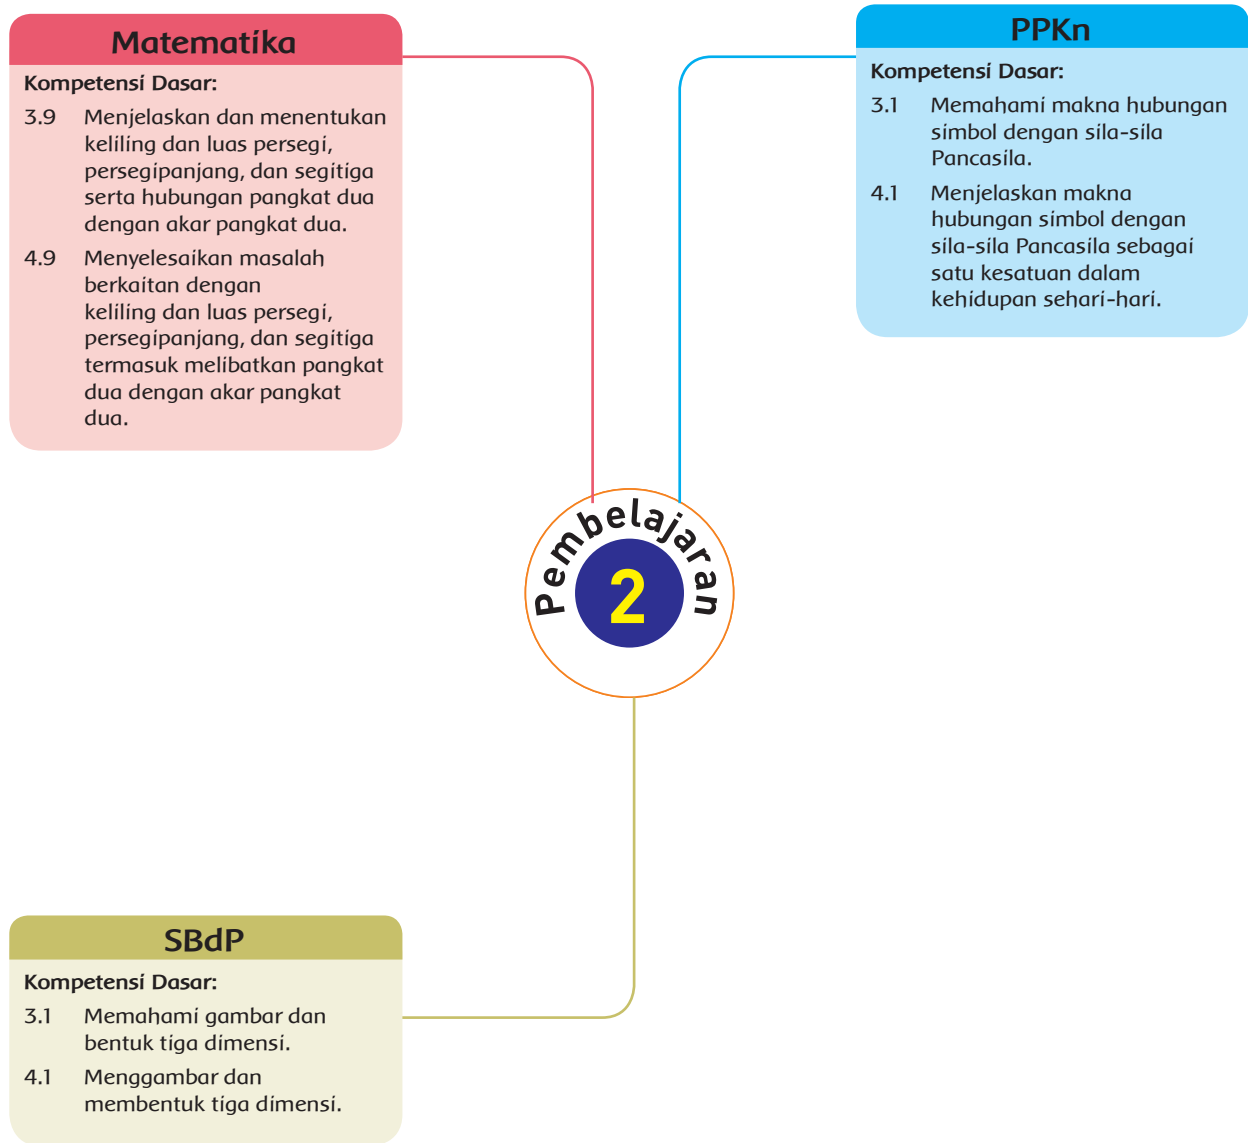 Matematika
Kompetensi Dasar:
3.9 Menjelaskan dan menentukan
keliling dan luas persegi,
persegipanjang, dan segitiga
serta hubungan pangkat dua
dengan akar pangkat dua.
4.9 Menyelesaikan masalah
berkaitan dengan
keliling dan luas persegi,
persegipanjang, dan segitiga
termasuk melibatkan pangkat
dua dengan akar pangkat
dua.
PPKn
Kompetensi Dasar:
3.1 Memahami makna hubungan
simbol dengan sila-sila
Pancasila.
4.1 Menjelaskan makna
hubungan simbol dengan
sila-sila Pancasila sebagai
satu kesatuan dalam
kehidupan sehari-hari.
Pembelajaran
2
SBdP
Kompetensi Dasar:
3.1 Memahami gambar dan
bentuk tiga dimensi.
4.1 Menggambar dan
membentuk tiga dimensi.